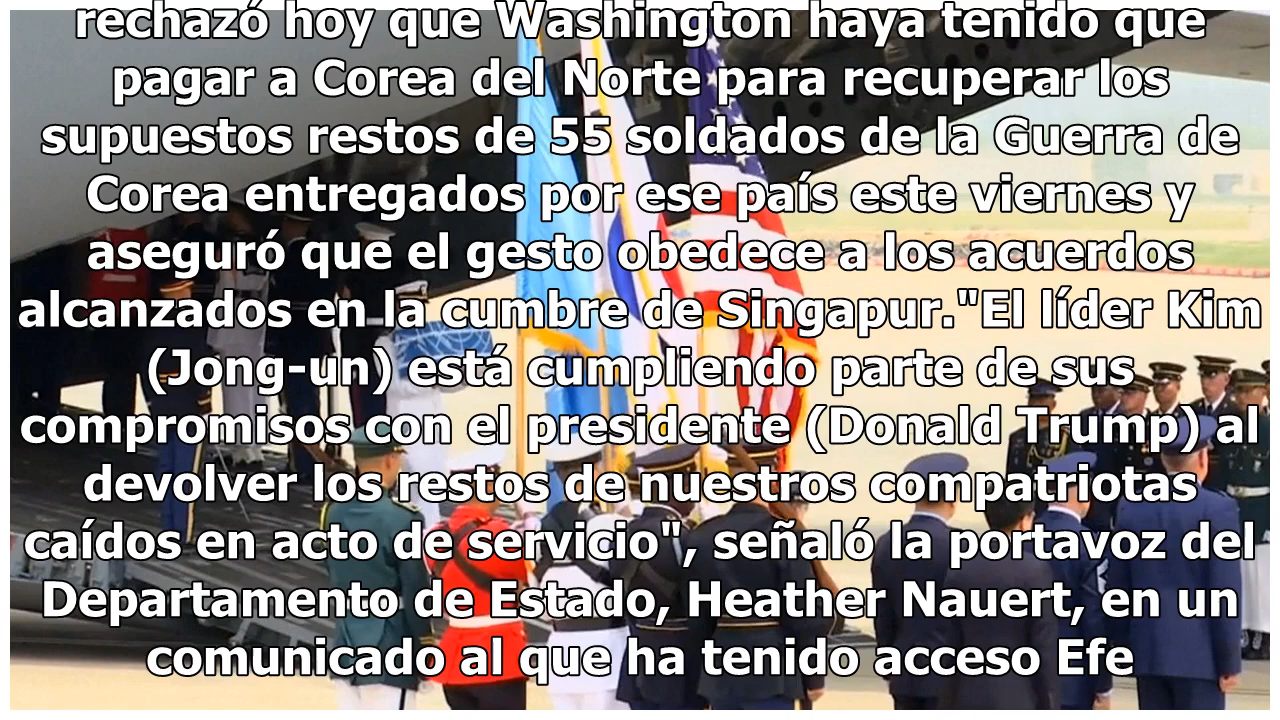 rechazó hoy que Washington haya tenido que
pagar a Corea del Norte para recuperar los
supuestos restos de 55 soldados de la Guerra de
Corea entregados por ese país este viernes y
aseguró que el gesto obedece a los acuerdos
alcanzados en la cumbre de Singapur."El líder Kim
(Jong-un) está cumpliendo parte de sus
compromisos con el presidente (Donald Trump) al
devolver los restos de nuestros compatriotas
caídos en acto de servicio", señaló la portavoz del
Departamento de Estado, Heather Nauert, en un
comunicado al que ha tenido acceso Efe